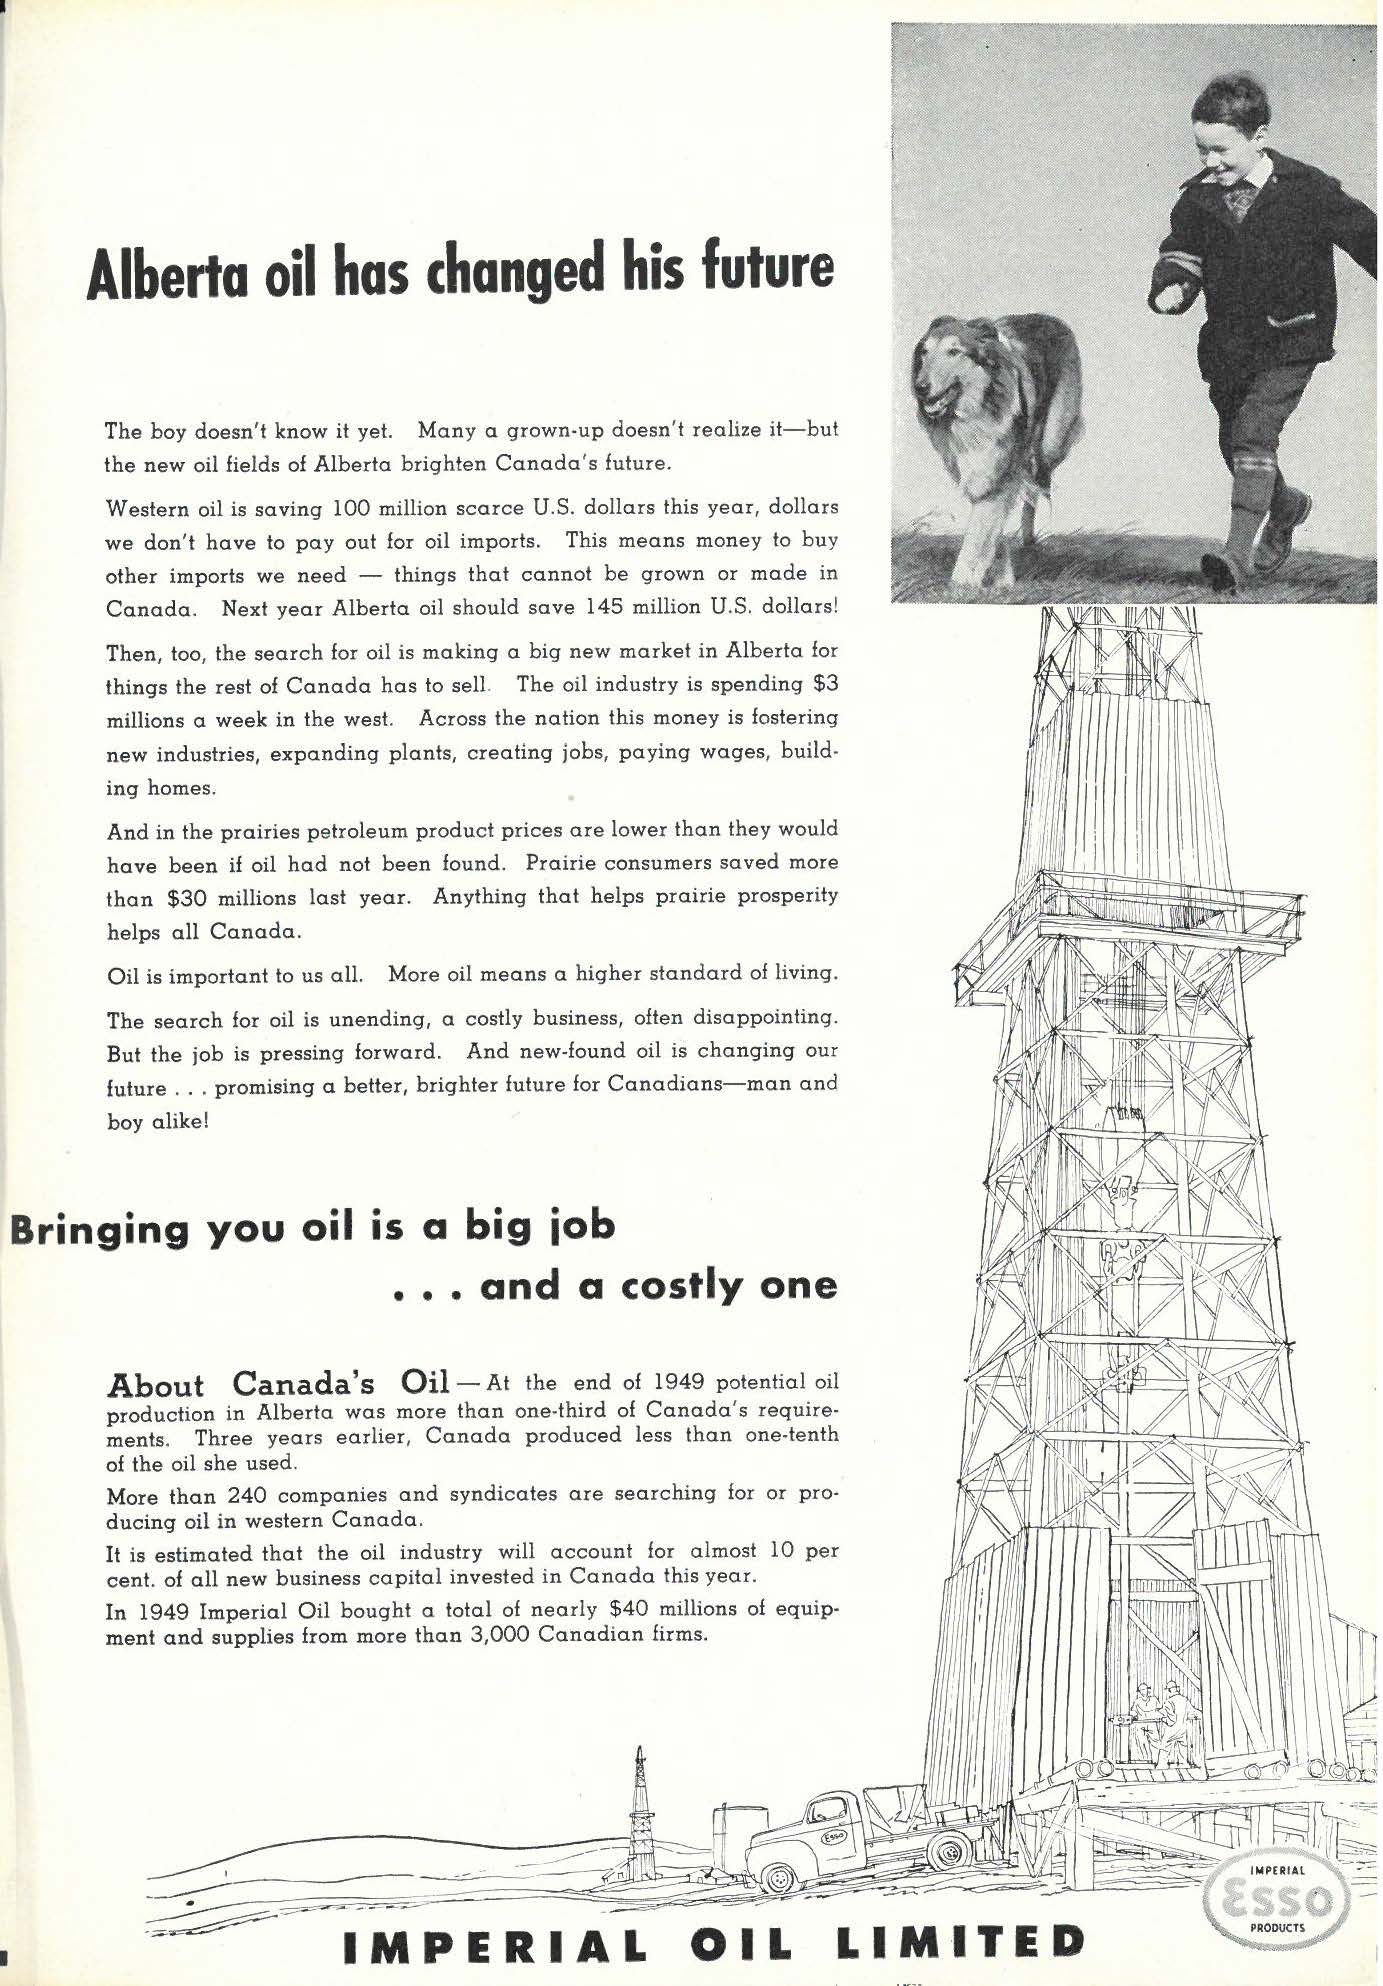 Alberta oil has changed his future
The boy doesn't know it yet. Many a grown-up doesn't realize it—but
the new oil fields of Alberta brighten Canada's future.
Western oil is saving 100 million scarce U.S. dollars this year, dollars
we don't have to pay out for oil imports. This means money to buy
other imports we need — things that cannot be grown or made in
Canada. Next year Alberta oil should save 145 million U.S. dollars!
Then, too, the search for oil is making a big new market in Alberta for
things the rest of Canada has to sell. The oil industry is spending $3
millions a week in the west. Across the nation this money is fostering
new industries, expanding plants, creating jobs, paying wages, build-
ing homes.
And in the prairies petroleum product prices are lower than they would
have been if oil had not been found. Prairie consumers saved more
than $30 millions last year. Anything that helps prairie prosperity
helps all Canada.
Oil is important to us all. More oil means a higher standard of living.
The search for oil is unending, a costly business, often disappointing.
But the job is pressing forward. And new-found oil is changing our
future . . . promising a better, brighter future for Canadians—man and
boy alike!
Bringing you oil is a big job
. . . and a costly one
About Canada's Oil — At the end of 1949 potential oil
production in Alberta was more than one-third of Canada's require-
ments. Three years earlier, Canada produced less than one-tenth
of the oil she used.
More than 240 companies and syndicates are searching for or pro-
ducing oil in western Canada.
It is estimated that the oil industry will account for almost 10 per
cent. of all new business capital invested in Canada this year.
In 1949 Imperial Oil bought a total of nearly $40 millions of equip-
ment and supplies from more than 3,000 Canadian firms.
Esso
IMPERIAL
Esso
PRODUCTS
IMPERIAL OIL LIMITED